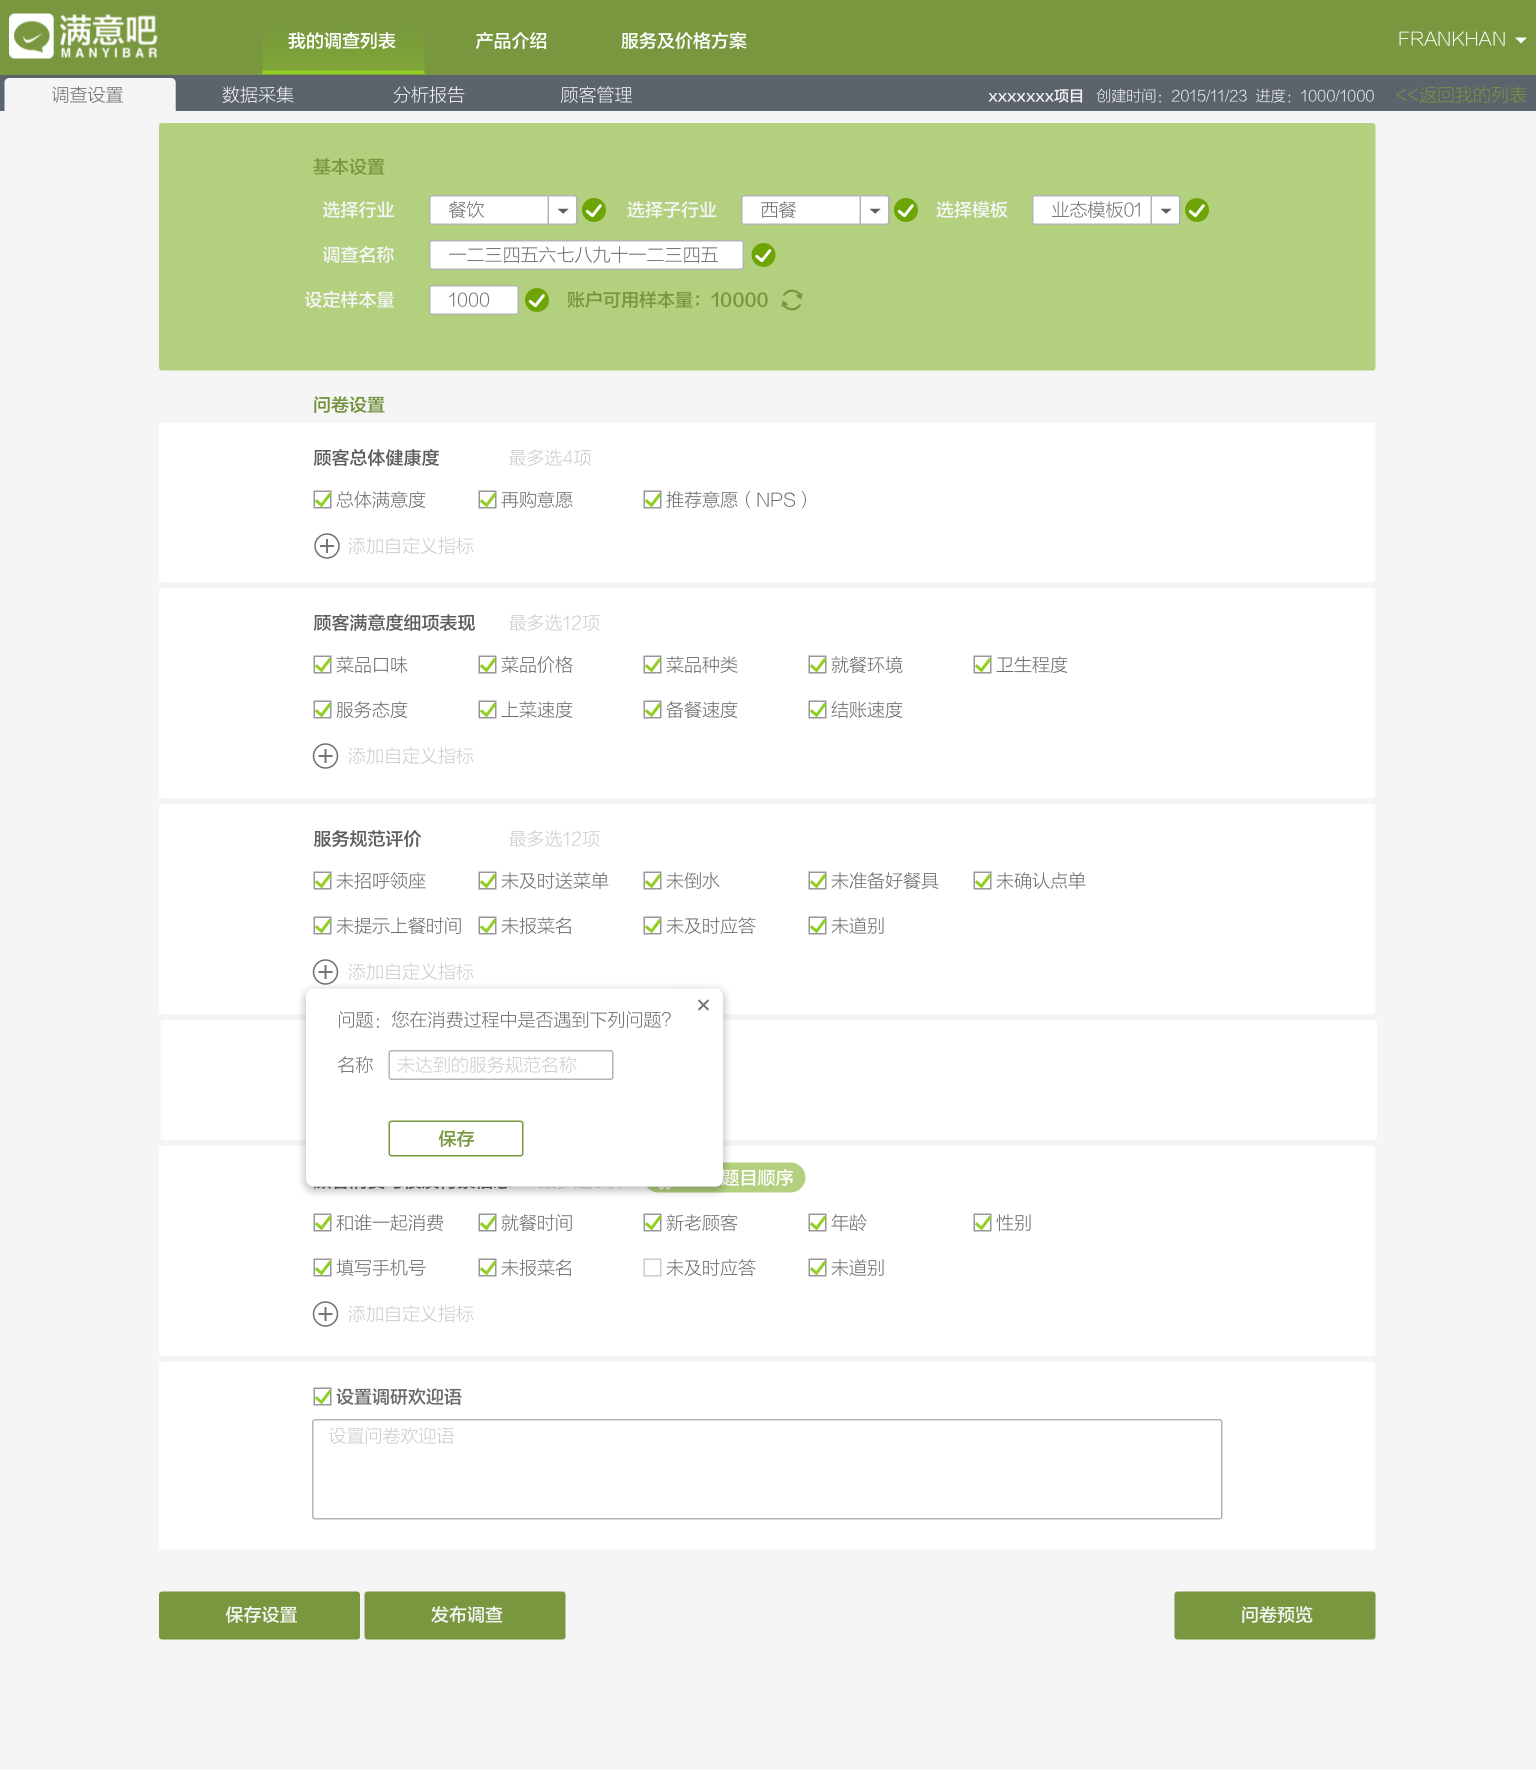 满意吧
MANYIBAR
我的调查列表 产品介绍 服务及价格方案 FRANKHAN
调查设置 数据采集 分析报告 顾客管理 xxxxxxx项目 创建时间：2015/11/23 进度：1000/1000 <<返回我的列表
基本设置
选择行业 餐饮 选择子行业 西餐 选择模板 业态模板01
调查名称 一二三四五六七八九十一二三四五
设定样本量 1000 账户可用样本量：10000
问卷设置
顾客总体健康度 最多选4项
总体满意度 再购意愿 推荐意愿（NPS）
添加自定义指标
顾客满意度细项表现 最多选12项
菜品口味 菜品价格 菜品种类 就餐环境 卫生程度
服务态度 上菜速度 备餐速度 结账速度
添加自定义指标
服务规范评价 最多选12项
未招呼领座 未及时送菜单 未倒水 未准备好餐具 未确认点单
未提示上餐时间 未报菜名 未及时应答 未道别
添加自定义指标
问题：您在消费过程中是否遇到下列问题?
名称 未达到的服务规范名称
保存
题目顺序
和谁一起消费 就餐时间 新老顾客 年龄 性别
填写手机号 未报菜名 未及时应答 未道别
添加自定义指标
设置调研欢迎语
设置问卷欢迎语
保存设置 发布调查 问卷预览